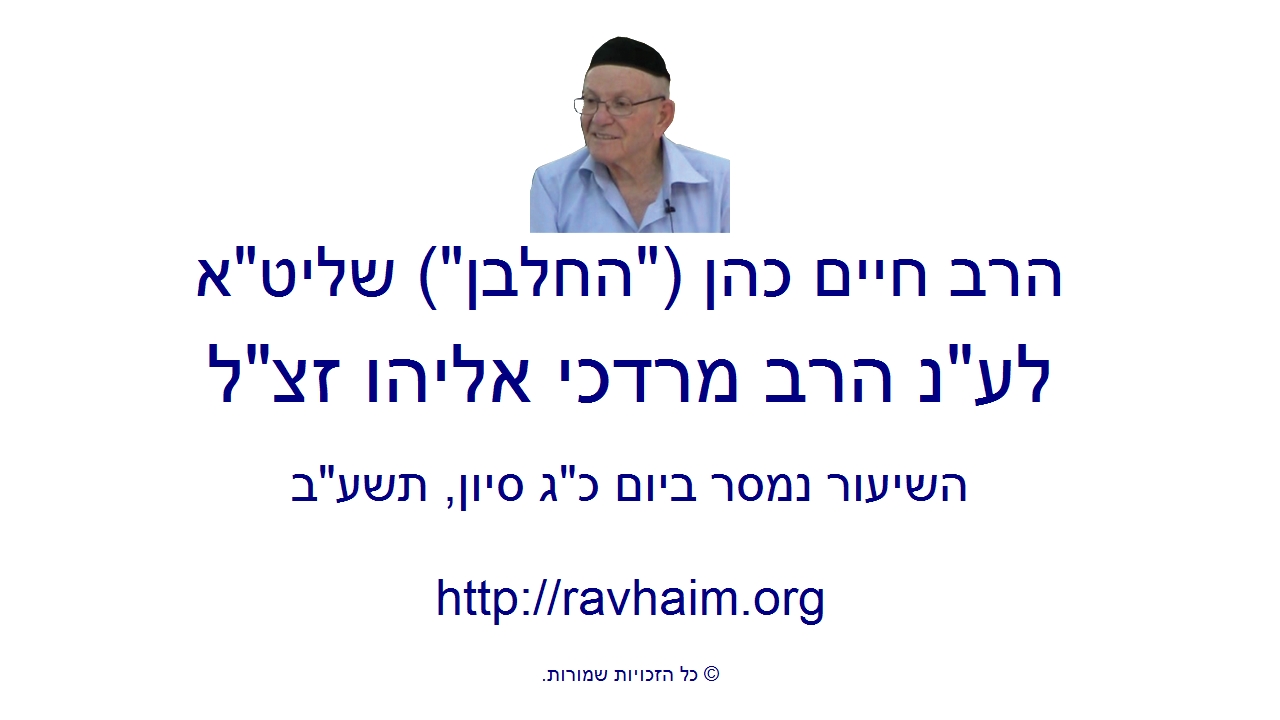 הרב חיים כהן ("החלבן") שליט"א
לע"נ הרב מרדכי אליהו זצ"ל
השיעור נמסר ביום כ"ג סיון, תשע"ב
http://ravhaim.org
© כל הזכויות שמורות.